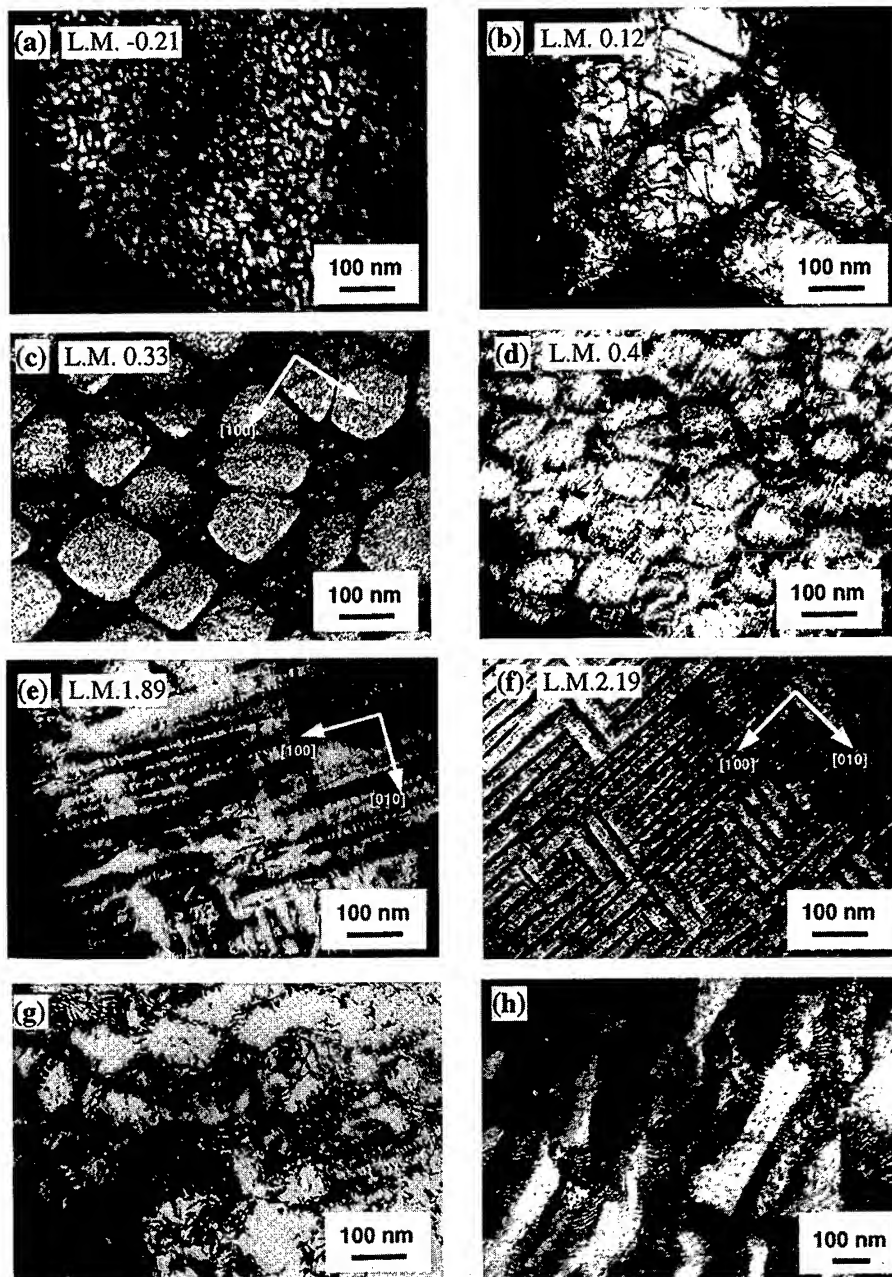 (a) L.M. -0.21
100 nm
(b) L.M. 0.12
100 nm
(c) L.M. 0.33
[100]
[010]
100 nm
(d) L.M. 0.4
100 nm
(e) L.M.1.89
[100]
[010]
100 nm
(f) L.M.2.19
[100]
[010]
100 nm
(g)
100 nm
(h)
100 nm